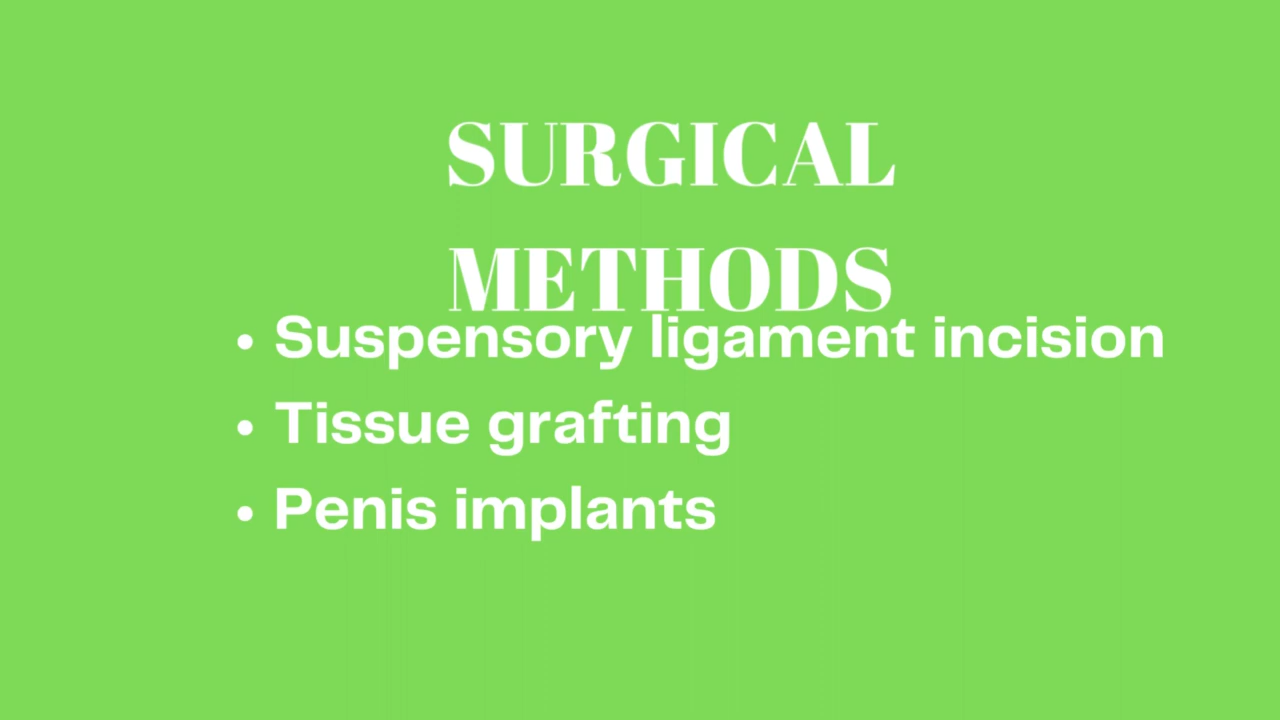 SURGICAL
METHODS
• Suspensory ligament incision
• Tissue grafting
• Penis implants